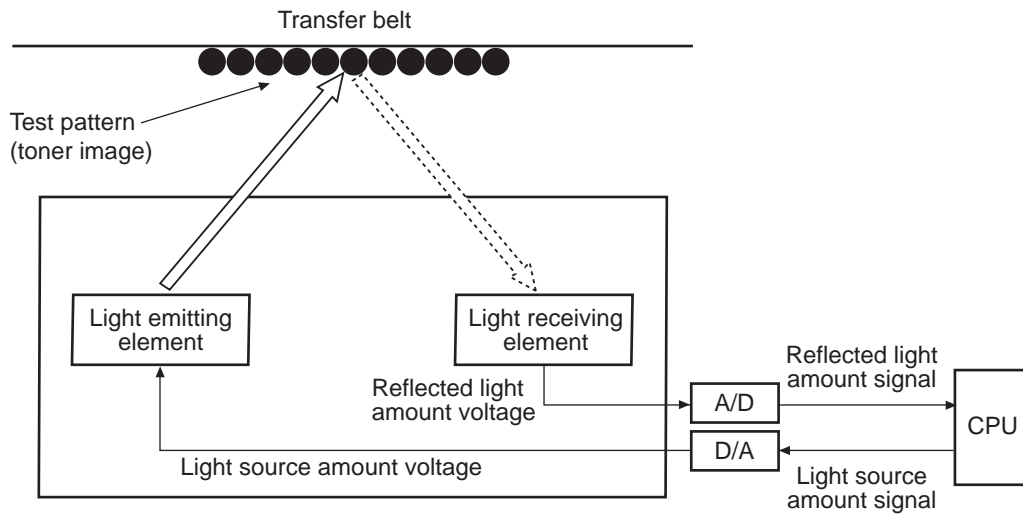 Transfer belt
Test pattern
(toner image)
Light emitting
element
Light receiving
element
Reflected light
amount voltage
Reflected light
amount signal
A/D
CPU
D/A
Light source amount voltage
Light source
amount signal